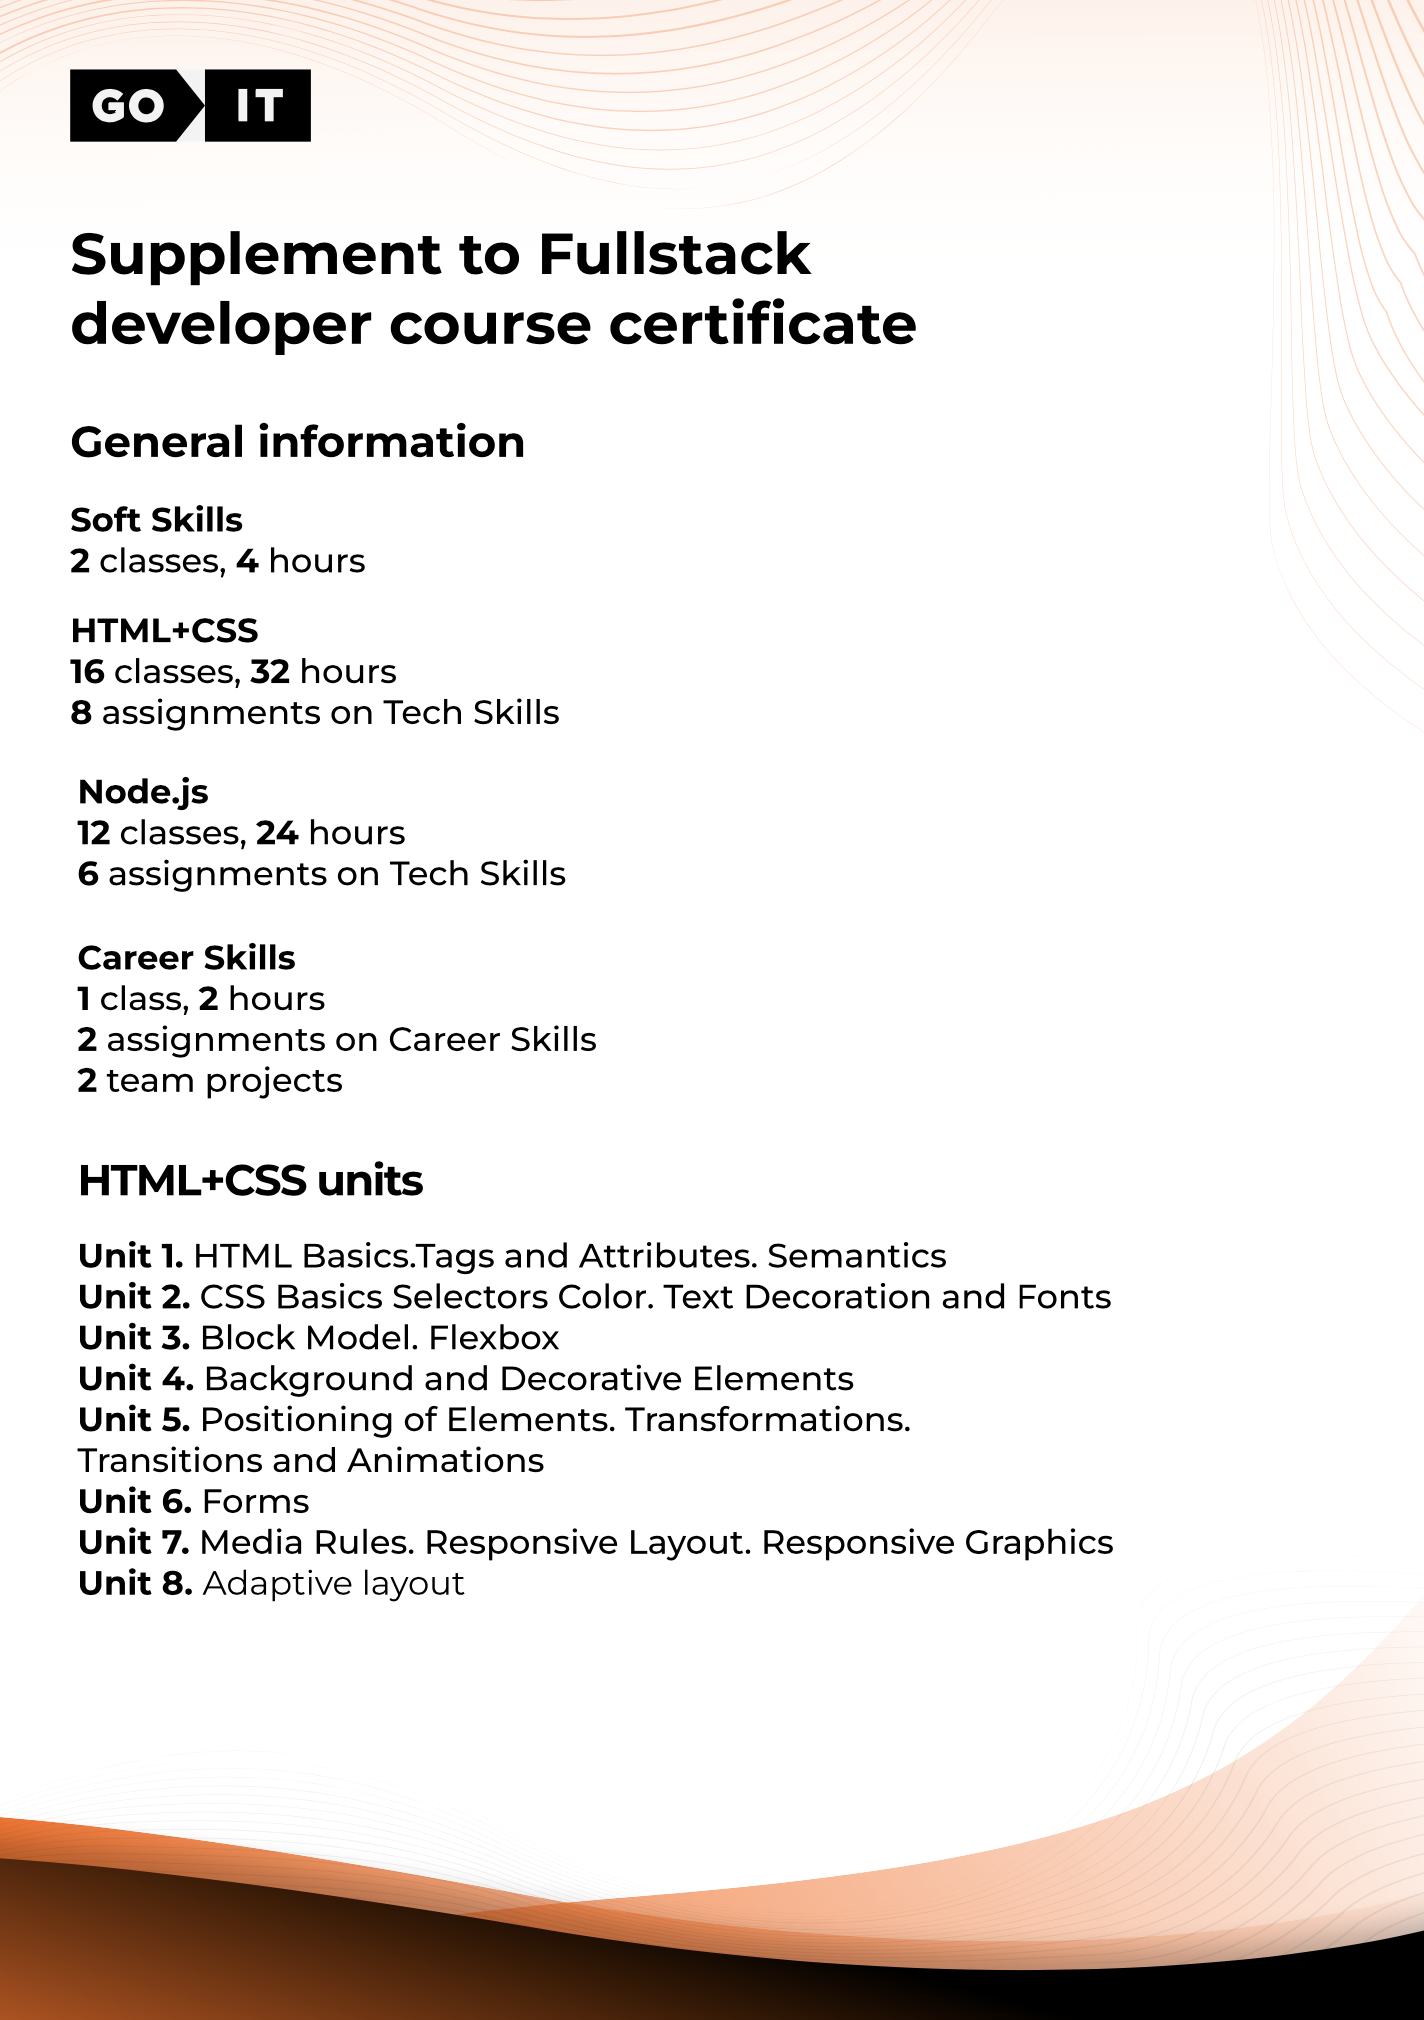 GO IT
Supplement to Fullstack
developer course certificate
General information
Soft Skills
2 classes, 4 hours
HTML+CSS
16 classes, 32 hours
8 assignments on Tech Skills
Node.js
12 classes, 24 hours
6 assignments on Tech Skills
Career Skills
1 class, 2 hours
2 assignments on Career Skills
2 team projects
HTML+CSS units
Unit 1. HTML Basics.Tags and Attributes. Semantics
Unit 2. CSS Basics Selectors Color. Text Decoration and Fonts
Unit 3. Block Model. Flexbox
Unit 4. Background and Decorative Elements
Unit 5. Positioning of Elements. Transformations.
Transitions and Animations
Unit 6. Forms
Unit 7. Media Rules. Responsive Layout. Responsive Graphics
Unit 8. Adaptive layout